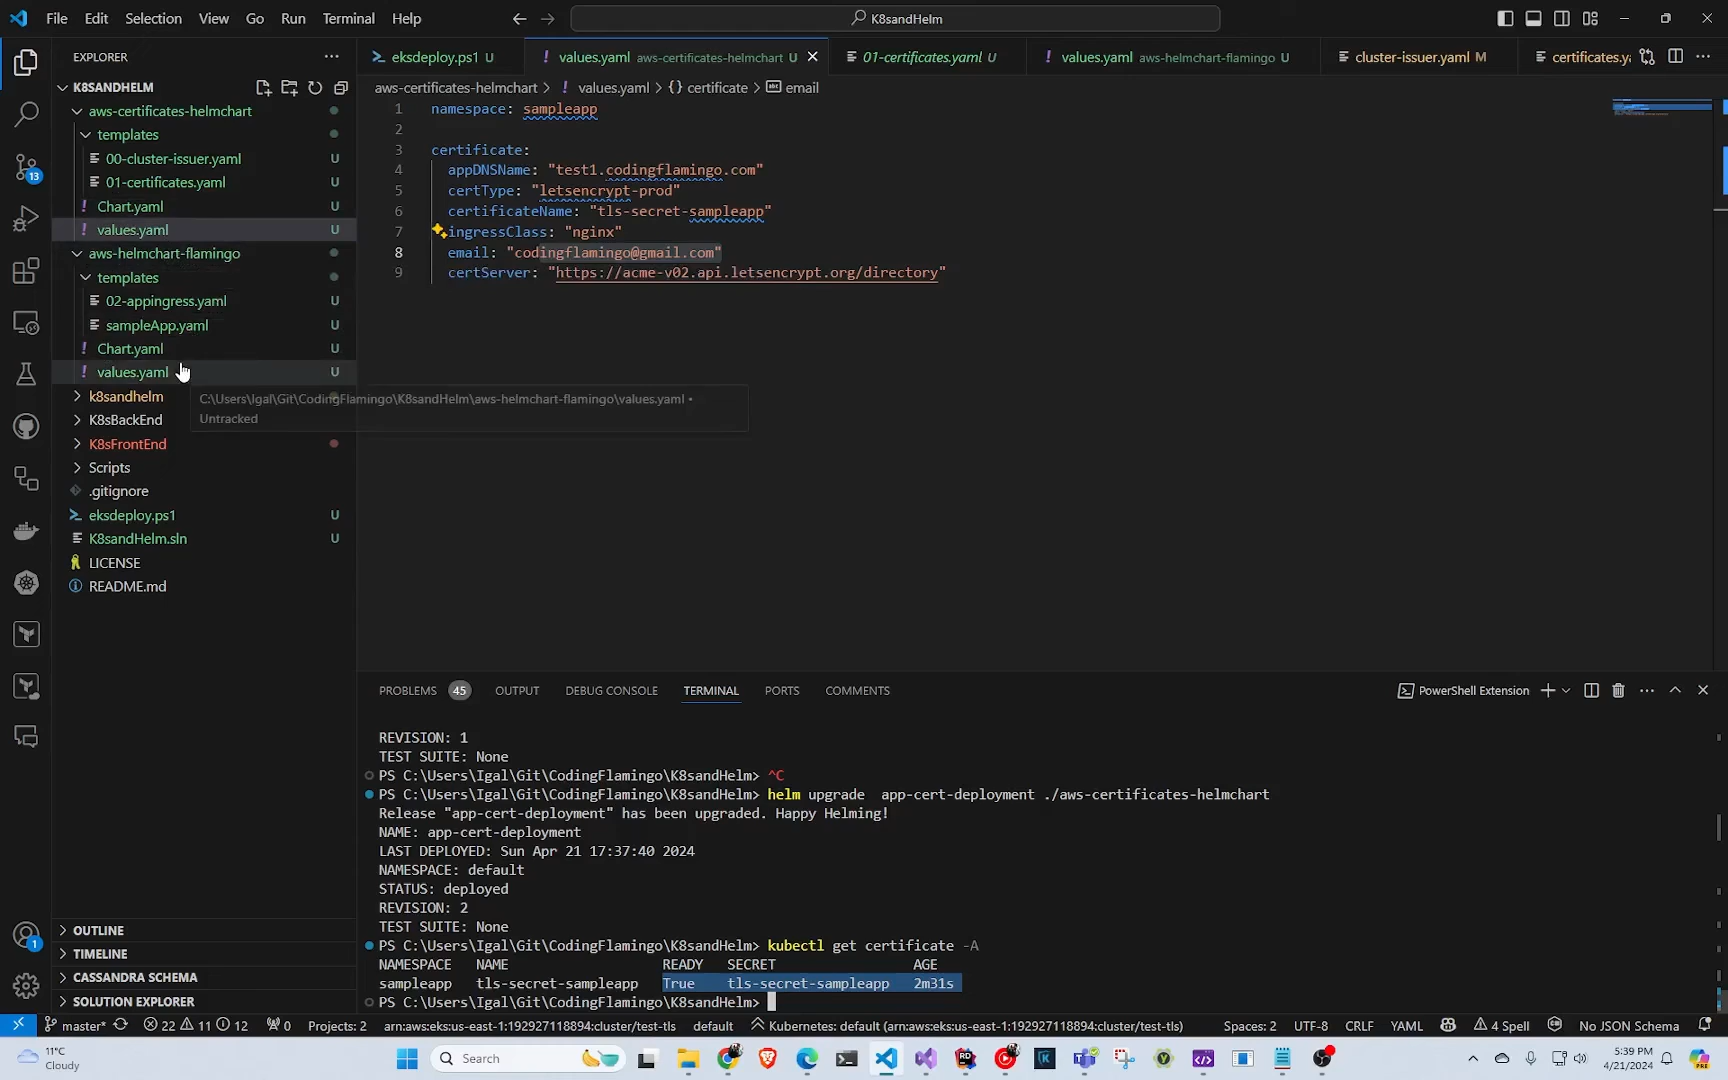 File Edit Selection View Go Run Terminal Help
K8sandHelm
EXPLORER
eksdeploy.ps1 U
values.yaml aws-certificates-helmchart U
01-certificates.yaml U
values.yaml aws-helmchart-flamingo U
cluster-issuer.yaml M
certificates.ya
K8SANDHELM
aws-certificates-helmchart
templates
00-cluster-issuer.yaml U
01-certificates.yaml U
Chart.yaml U
values.yaml U
aws-helmchart-flamingo
templates
02-appingress.yaml U
sampleApp.yaml U
Chart.yaml U
values.yaml U
k8sandhelm
K8sBackEnd
K8sFrontEnd
Scripts
.gitignore
eksdeploy.ps1 U
K8sandHelm.sln U
LICENSE
README.md
13
C:\Users\Igal\Git\CodingFlamingo\K8sandHelm\aws-helmchart-flamingo\values.yaml •
Untracked
aws-certificates-helmchart > ! values.yaml > {} certificate > email
1 namespace: sampleapp
2
3 certificate:
4 appDNSName: "test1.codingflamingo.com"
5 certType: "letsencrypt-prod"
6 certificateName: "tls-secret-sampleapp"
7 ingressClass: "nginx"
8 email: "codingflamingo@gmail.com"
9 certServer: "https://acme-v02.api.letsencrypt.org/directory"
PROBLEMS 45 OUTPUT DEBUG CONSOLE TERMINAL PORTS COMMENTS
PowerShell Extension
REVISION: 1
TEST SUITE: None
PS C:\Users\Igal\Git\CodingFlamingo\K8sandHelm> ^C
PS C:\Users\Igal\Git\CodingFlamingo\K8sandHelm> helm upgrade  app-cert-deployment ./aws-certificates-helmchart
Release "app-cert-deployment" has been upgraded. Happy Helming!
NAME: app-cert-deployment
LAST DEPLOYED: Sun Apr 21 17:37:40 2024
NAMESPACE: default
STATUS: deployed
REVISION: 2
TEST SUITE: None
PS C:\Users\Igal\Git\CodingFlamingo\K8sandHelm> kubectl get certificate -A
NAMESPACE NAME READY SECRET AGE
sampleapp tls-secret-sampleapp True tls-secret-sampleapp 2m31s
PS C:\Users\Igal\Git\CodingFlamingo\K8sandHelm>
OUTLINE
TIMELINE
CASSANDRA SCHEMA
SOLUTION EXPLORER
1
master* 22 11 12 0 Projects: 2 arn:aws:eks:us-east-1:192927118894:cluster/test-tls default Kubernetes: default (arn:aws:eks:us-east-1:192927118894:cluster/test-tls) Spaces: 2 UTF-8 CRLF YAML 4 Spell No JSON Schema
11°C
Cloudy
Search
5:39 PM
4/21/2024